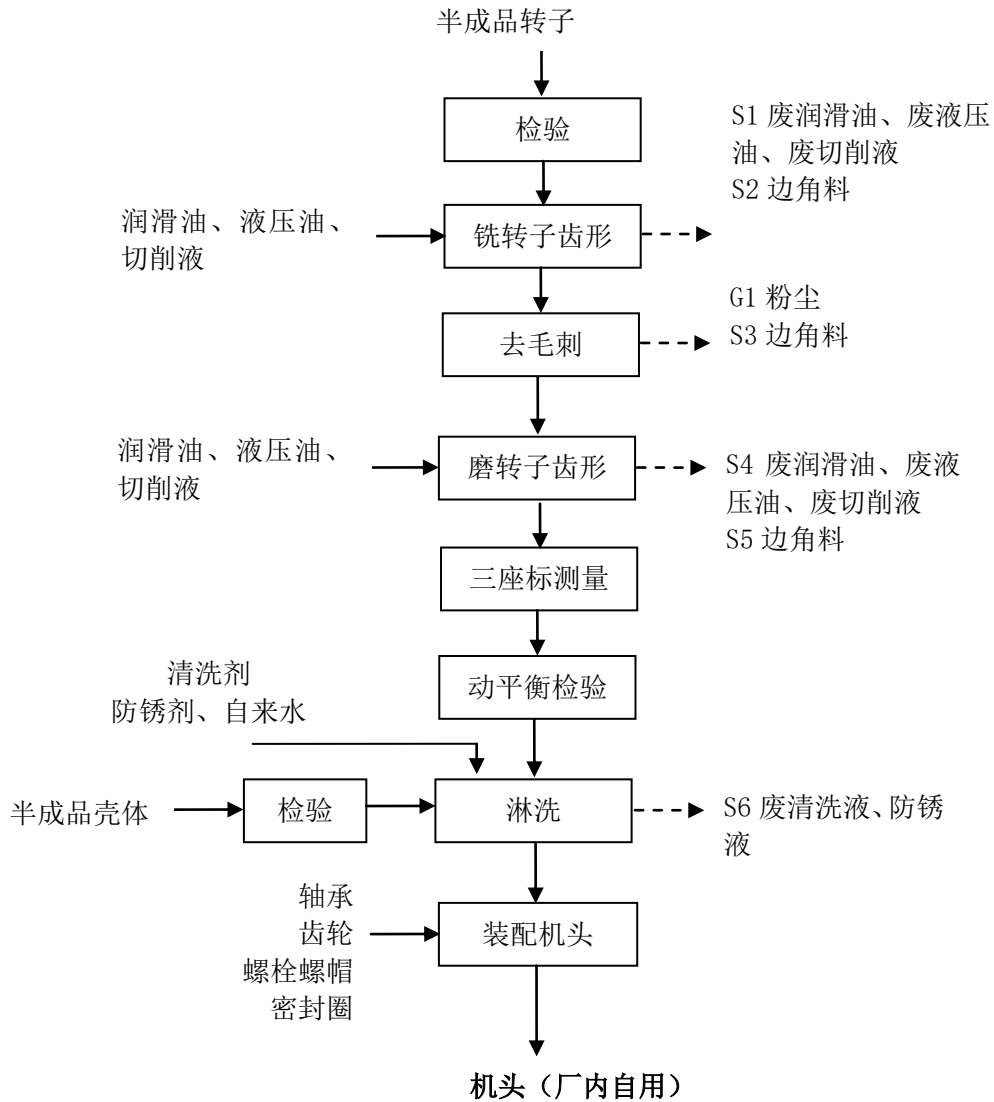 半成品转子
检验
S1 废润滑油、废液压
油、废切削液
S2 边角料
润滑油、液压油、
切削液
铣转子齿形
G1 粉尘
S3 边角料
去毛刺
润滑油、液压油、
切削液
磨转子齿形
S4 废润滑油、废液
压油、废切削液
S5 边角料
三座标测量
动平衡检验
清洗剂
防锈剂、自来水
半成品壳体
检验
淋洗
S6 废清洗液、防锈
液
轴承
齿轮
螺栓螺帽
密封圈
装配机头
机头（厂内自用）